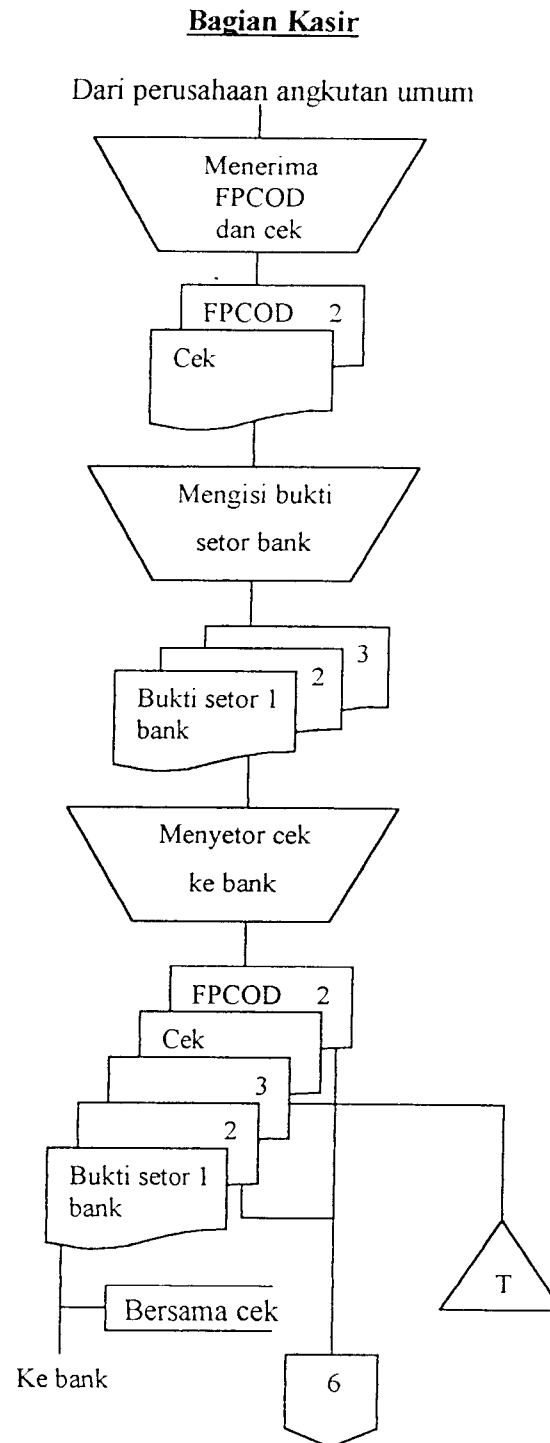 Bagian Kasir
Dari perusahaan angkutan umum
Menerima
FPCOD
dan cek
FPCOD 2
Cek
Mengisi bukti
setor bank
3
2
Bukti setor 1
bank
Menyetor cek
ke bank
FPCOD 2
Cek
3
2
Bukti setor 1
bank
T
Bersama cek
Ke bank
6